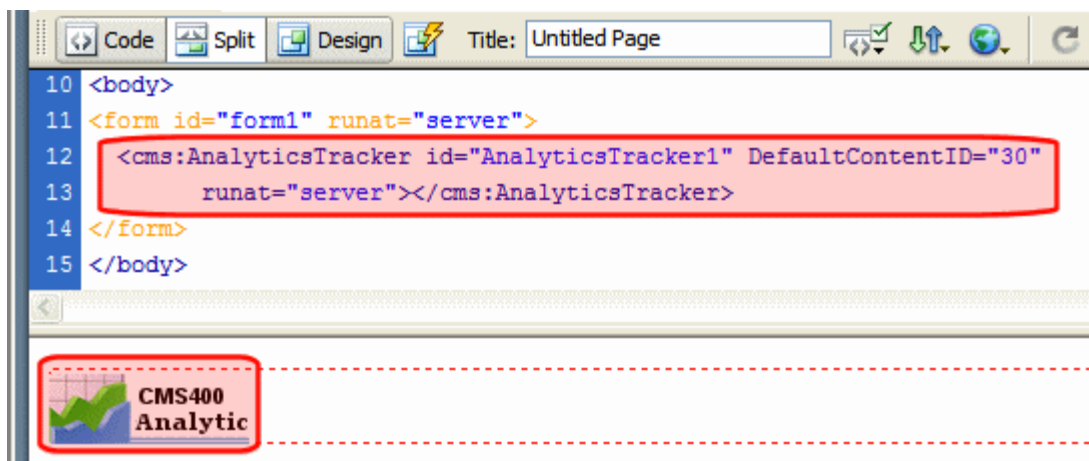 Code Split Design Title: Untitled Page
10 <body>
11 <form id="form1" runat="server">
12 <cms:AnalyticsTracker id="AnalyticsTracker1" DefaultContentID="30"
13 runat="server"></cms:AnalyticsTracker>
14 </form>
15 </body>
CMS400
Analytic